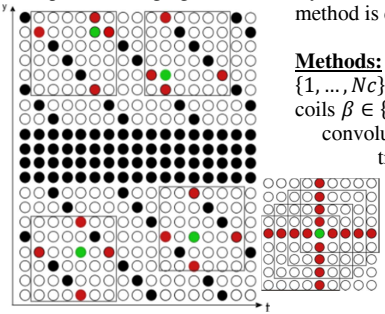 y
t
method is
Methods:
{1, … , Nc}
coils β ∈ {
convolu